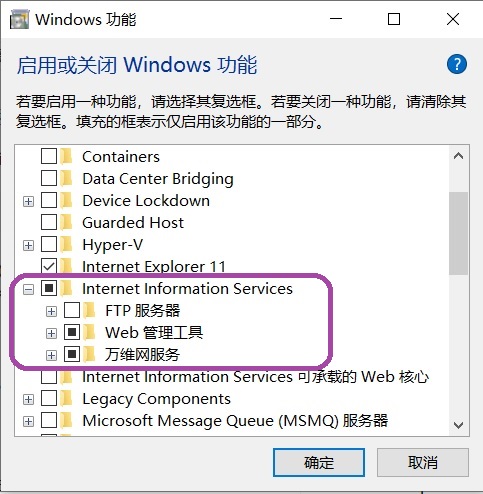 Windows 功能
启用或关闭 Windows 功能
若要启用一种功能，请选择其复选框。若要关闭一种功能，请清除其
复选框。填充的框表示仅启用该功能的一部分。
Containers
Data Center Bridging
Device Lockdown
Guarded Host
Hyper-V
Internet Explorer 11
Internet Information Services
FTP 服务器
Web 管理工具
万维网服务
Internet Information Services 可承载的 Web 核心
Legacy Components
Microsoft Message Queue (MSMQ) 服务器
确定
取消